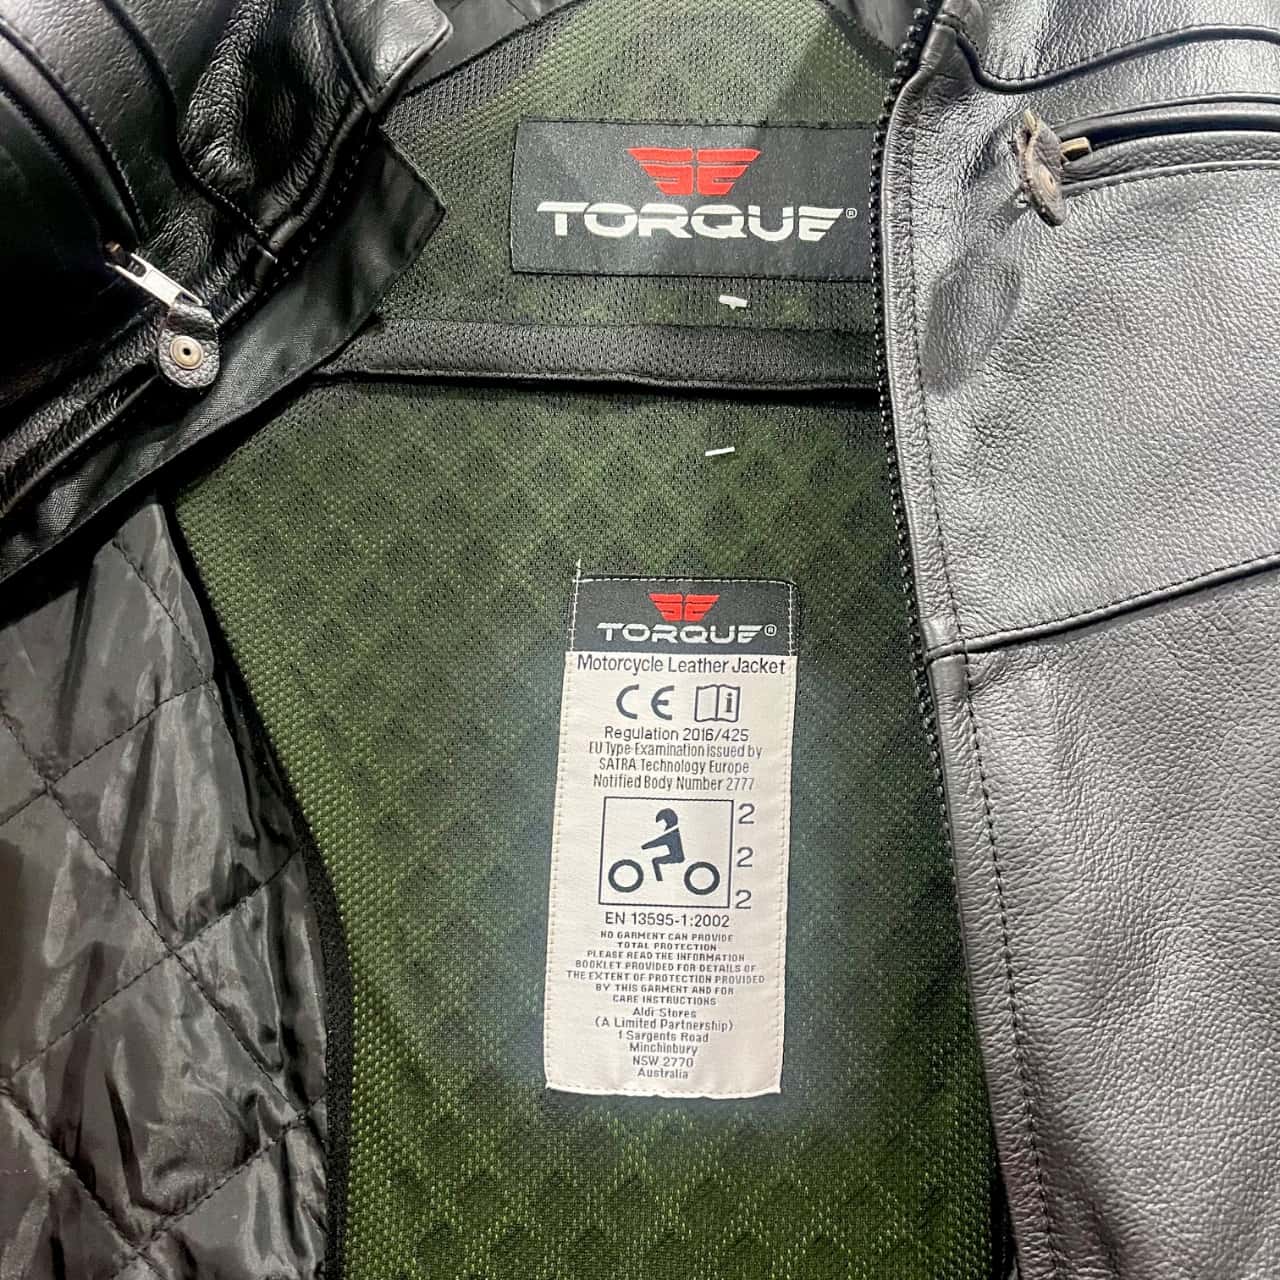 TORQUE®
TORQUE®
Motorcycle Leather Jacket
CE i
Regulation 2016/425
EU Type-Examination issued by
SATRA Technology Europe
Notified Body Number 2777
2
2
2
EN 13595-1:2002
NO GARMENT CAN PROVIDE
TOTAL PROTECTION
PLEASE READ THE INFORMATION
BOOKLET PROVIDED FOR DETAILS OF
THE EXTENT OF PROTECTION PROVIDED
BY THIS GARMENT AND FOR
CARE INSTRUCTIONS
Aldi Stores
(A Limited Partnership)
1 Sargents Road
Minchinbury
NSW 2770
Australia